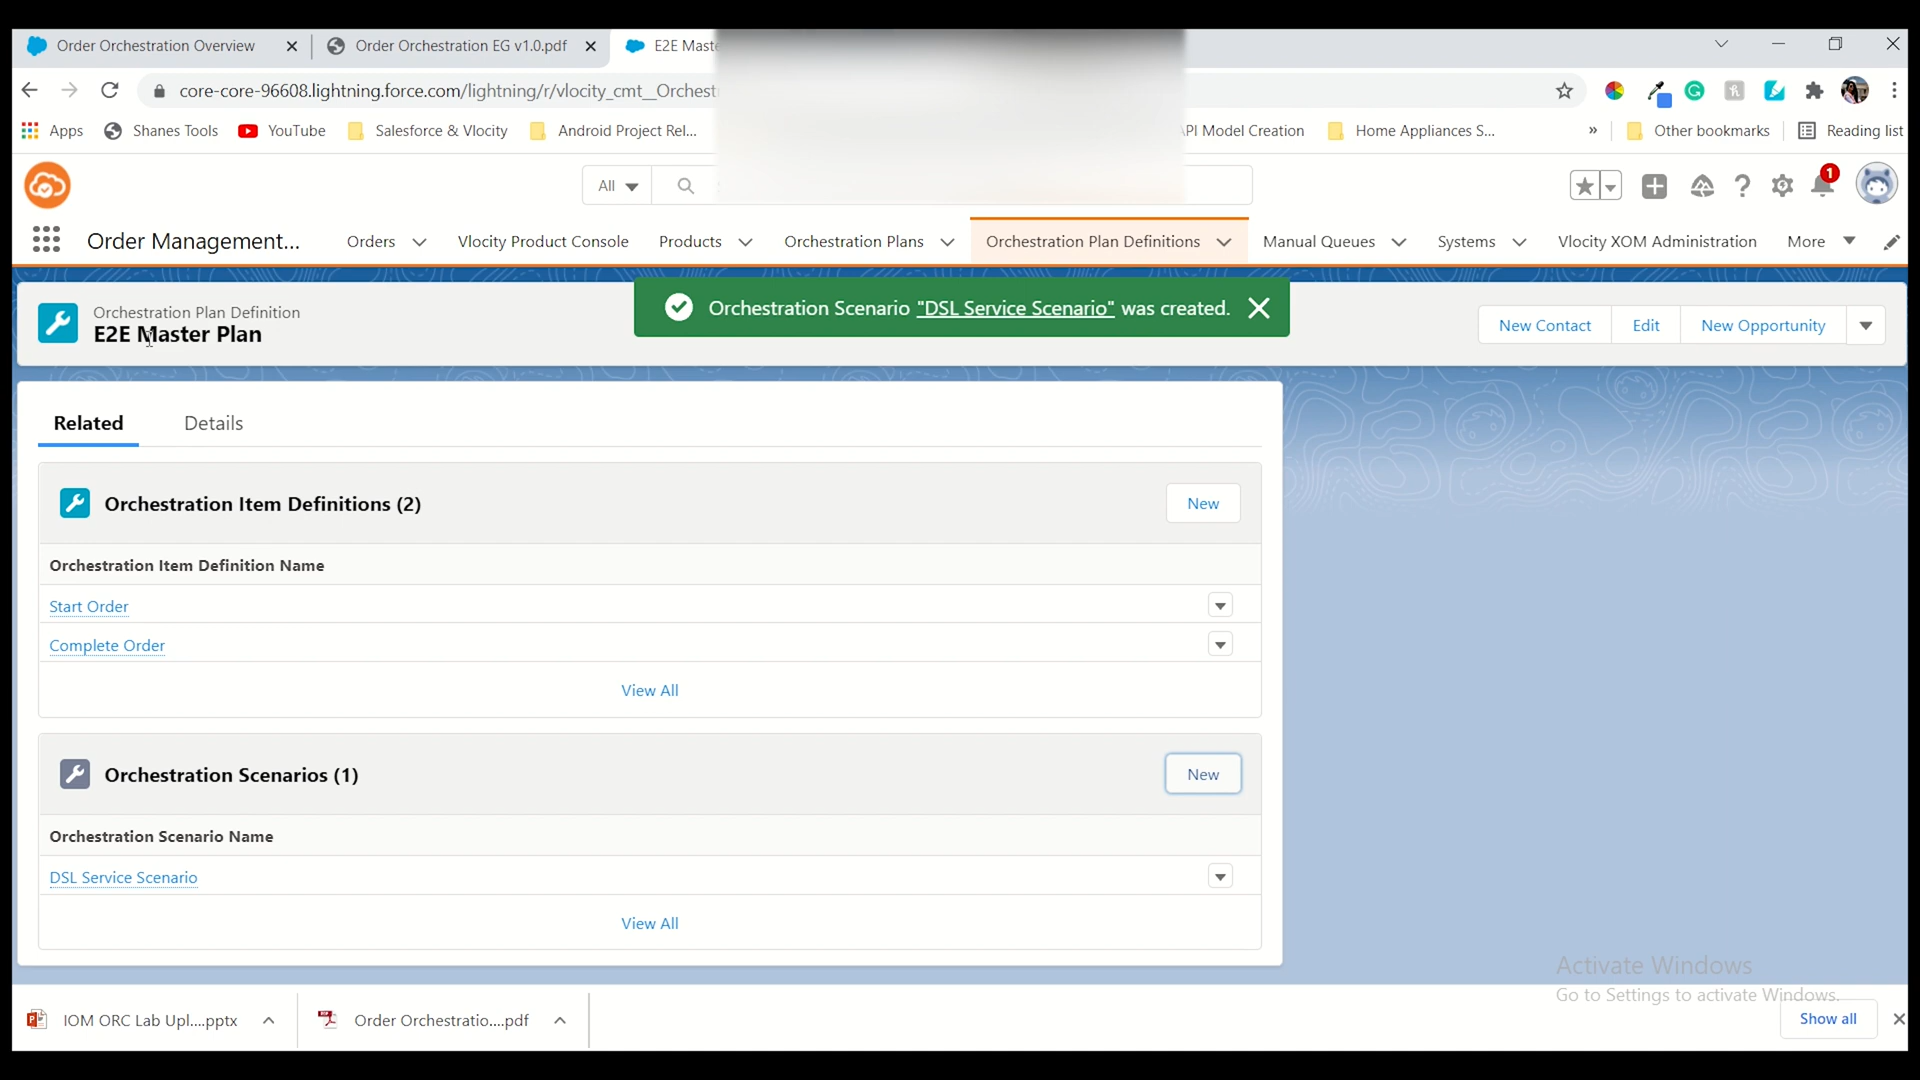 Order Orchestration Overview
Order Orchestration EG v1.0.pdf
E2E Maste
core-core-96608.lightning.force.com/lightning/r/vlocity_cmt__Orchest
Apps
Shanes Tools
YouTube
Salesforce & Vlocity
Android Project Rel...
API Model Creation
Home Appliances S...
»
Other bookmarks
Reading list
All
1
Order Management...
Orders
Vlocity Product Console
Products
Orchestration Plans
Orchestration Plan Definitions
Manual Queues
Systems
Vlocity XOM Administration
More
Orchestration Plan Definition
E2E Master Plan
Orchestration Scenario "DSL Service Scenario" was created.
New Contact
Edit
New Opportunity
Related
Details
Orchestration Item Definitions (2)
New
Orchestration Item Definition Name
Start Order
Complete Order
View All
Orchestration Scenarios (1)
New
Orchestration Scenario Name
DSL Service Scenario
View All
Activate Windows
Go to Settings to activate Windows.
IOM ORC Lab Upl....pptx
Order Orchestratio....pdf
Show all